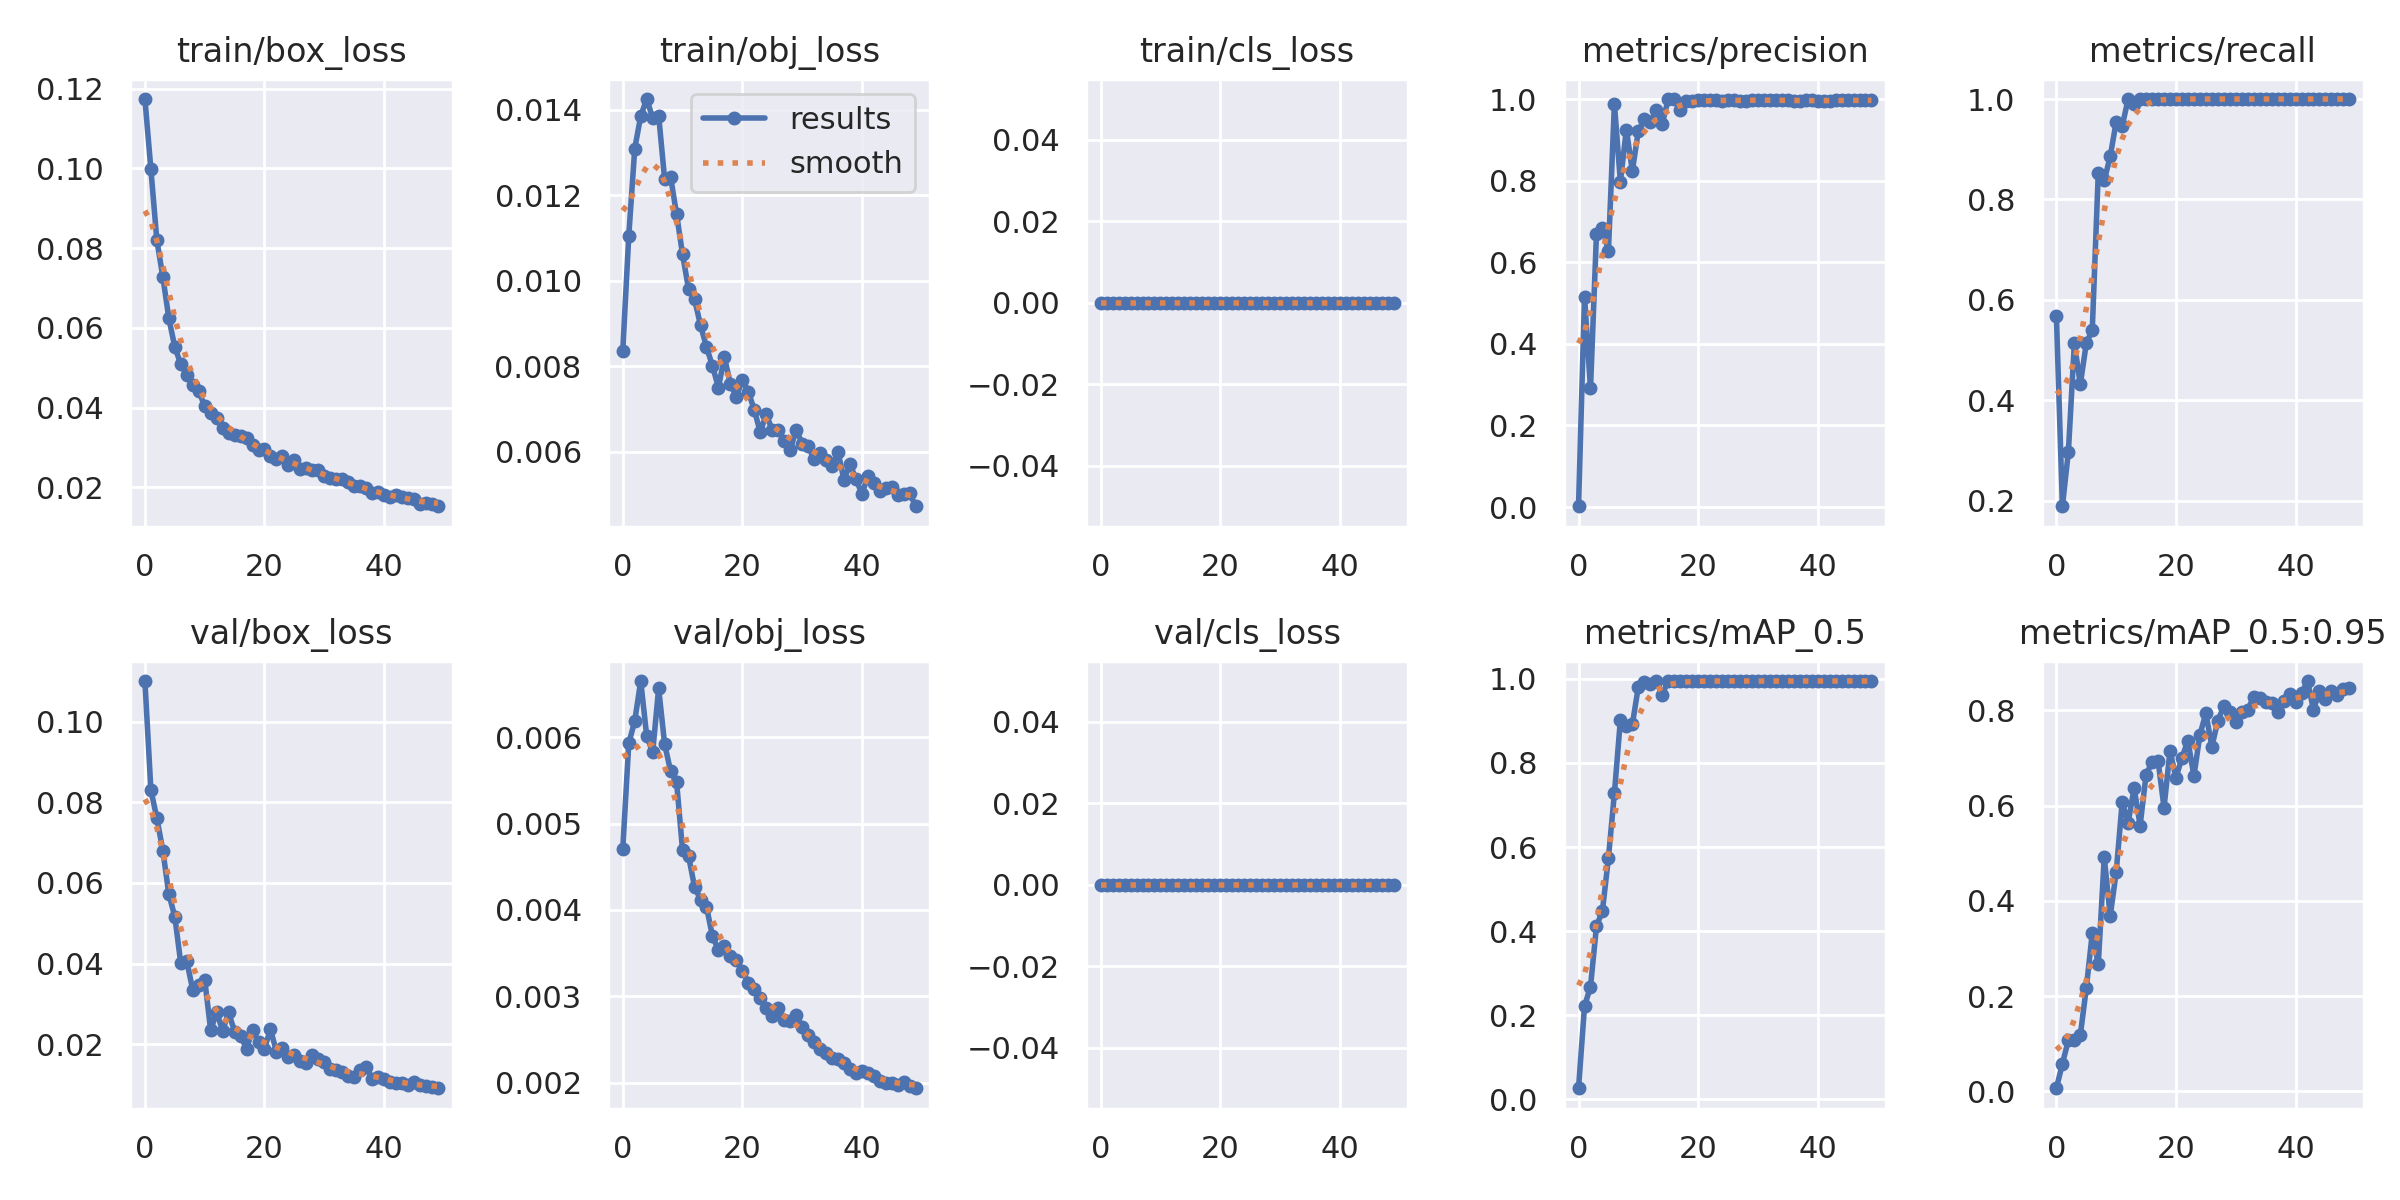 train/box_loss
0.12
0.10
0.08
0.06
0.04
0.02
0 20 40
train/obj_loss
results
smooth
0.014
0.012
0.010
0.008
0.006
0 20 40
train/cls_loss
0.04
0.02
0.00
−0.02
−0.04
0 20 40
metrics/precision
1.0
0.8
0.6
0.4
0.2
0.0
0 20 40
metrics/recall
1.0
0.8
0.6
0.4
0.2
0 20 40
val/box_loss
0.10
0.08
0.06
0.04
0.02
0 20 40
val/obj_loss
0.006
0.005
0.004
0.003
0.002
0 20 40
val/cls_loss
0.04
0.02
0.00
−0.02
−0.04
0 20 40
metrics/mAP_0.5
1.0
0.8
0.6
0.4
0.2
0.0
0 20 40
metrics/mAP_0.5:0.95
0.8
0.6
0.4
0.2
0.0
0 20 40